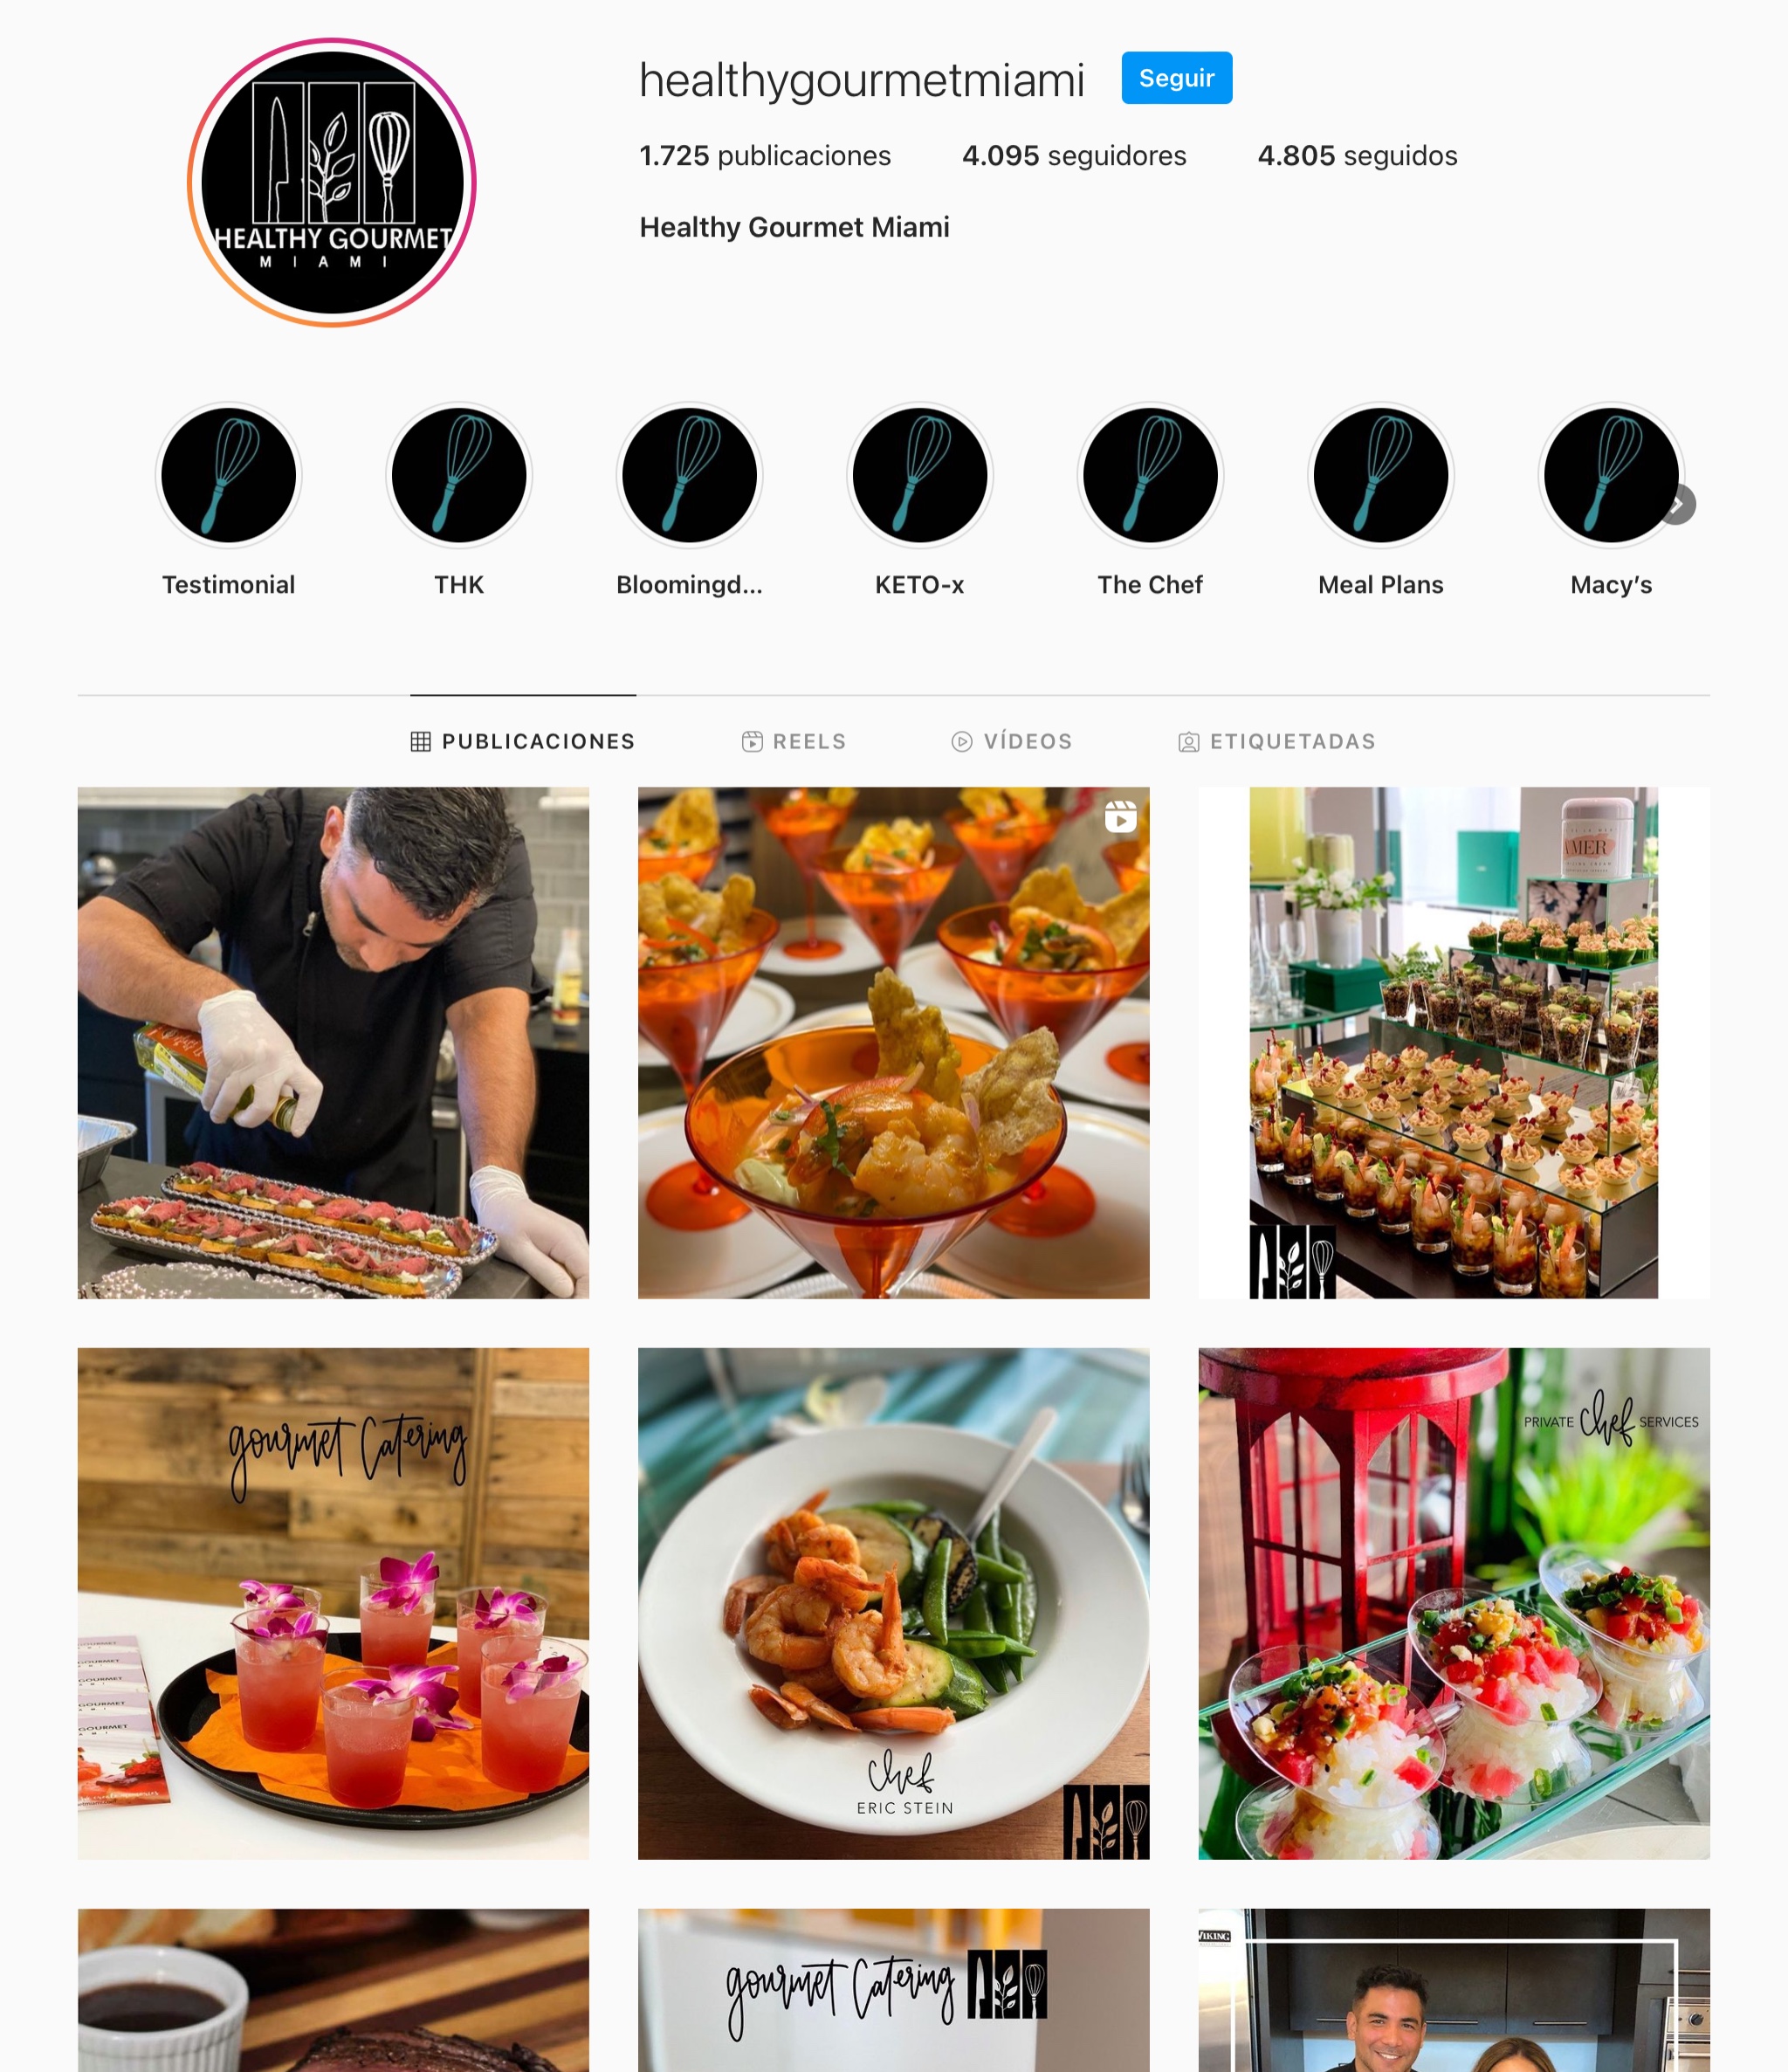 healthygourmetmiami Seguir
1.725 publicaciones 4.095 seguidores 4.805 seguidos
Healthy Gourmet Miami
HEALTHY GOURMET
MIAMI
Testimonial THK Bloomingd... KETO-x The Chef Meal Plans Macy's
PUBLICACIONES REELS VÍDEOS ETIQUETADAS
gourmet Catering
GOURMET
chef
ERIC STEIN
PRIVATE chef SERVICES
gourmet Catering
VIKING